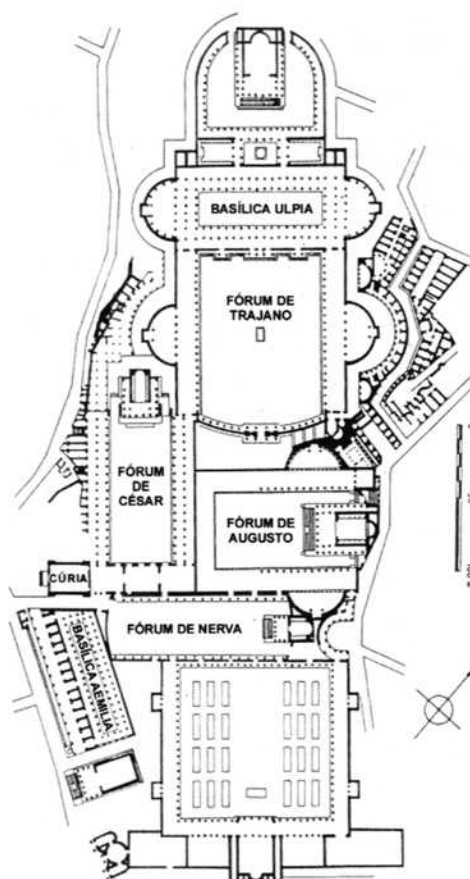 BASÍLICA ULPIA
FÓRUM DE
TRAJANO
FÓRUM
DE
CÉSAR
FÓRUM DE
AUGUSTO
CÚRIA
FÓRUM DE NERVA
BASÍLICA AEMILIA